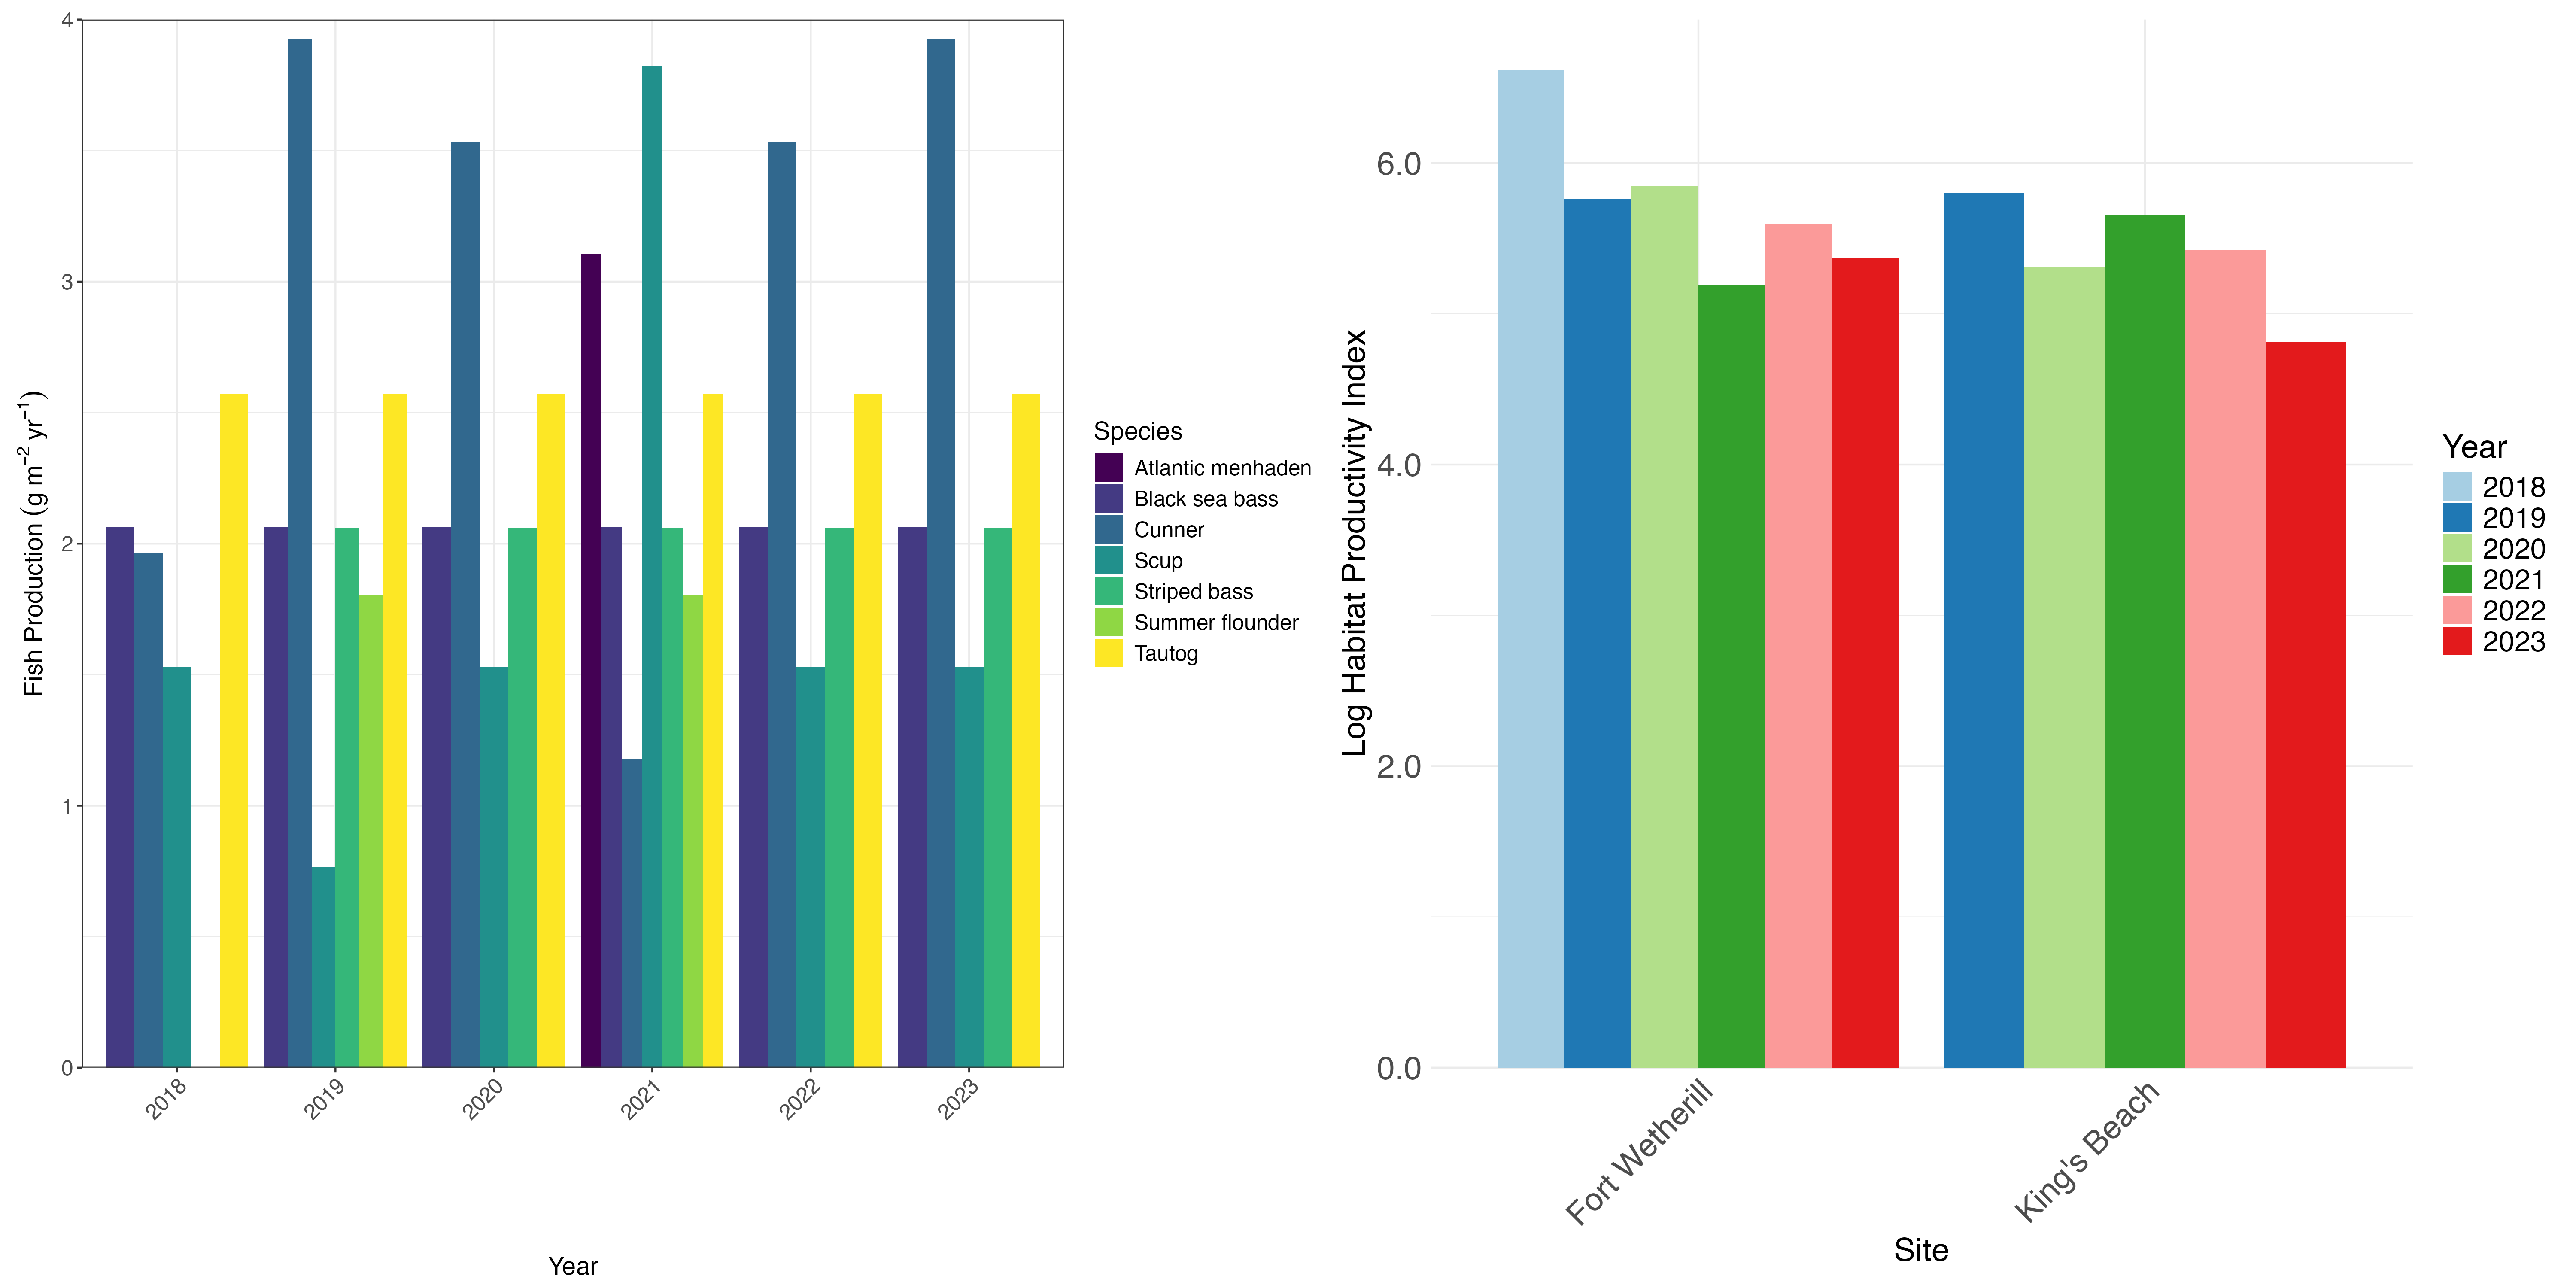 Fish Production (g m⁻² yr⁻¹)
4
3
2
1
0
2018
2019
2020
2021
2022
2023
Year
Species
Atlantic menhaden
Black sea bass
Cunner
Scup
Striped bass
Summer flounder
Tautog
Log Habitat Productivity Index
6.0
4.0
2.0
0.0
Fort Wetherill
King's Beach
Site
Year
2018
2019
2020
2021
2022
2023